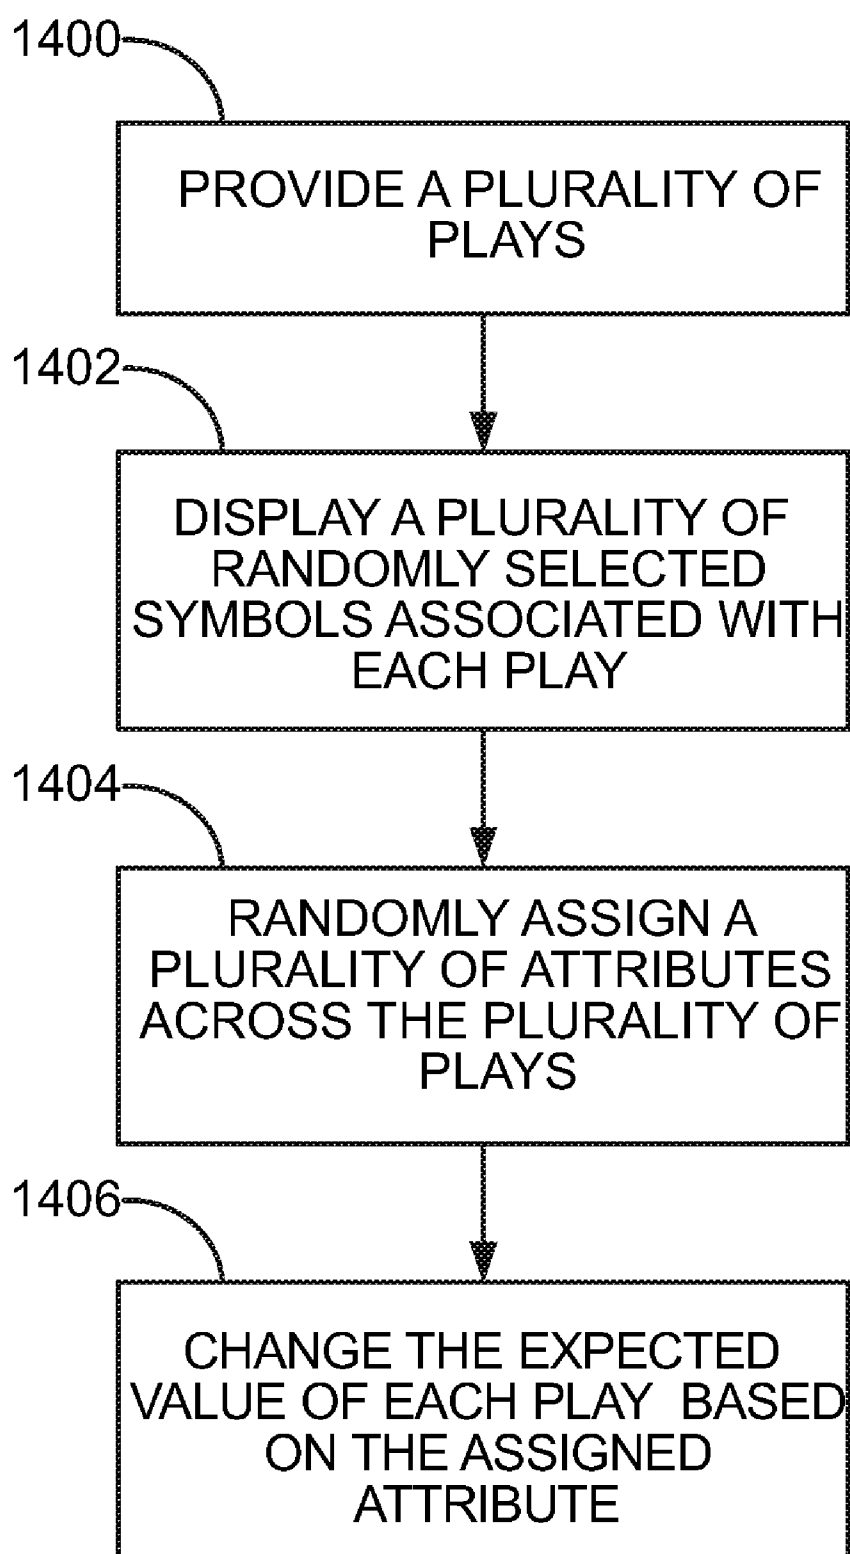 1400
PROVIDE A PLURALITY OF
PLAYS
1402
DISPLAY A PLURALITY OF
RANDOMLY SELECTED
SYMBOLS ASSOCIATED WITH
EACH PLAY
1404
RANDOMLY ASSIGN A
PLURALITY OF ATTRIBUTES
ACROSS THE PLURALITY OF
PLAYS
1406
CHANGE THE EXPECTED
VALUE OF EACH PLAY BASED
ON THE ASSIGNED
ATTRIBUTE